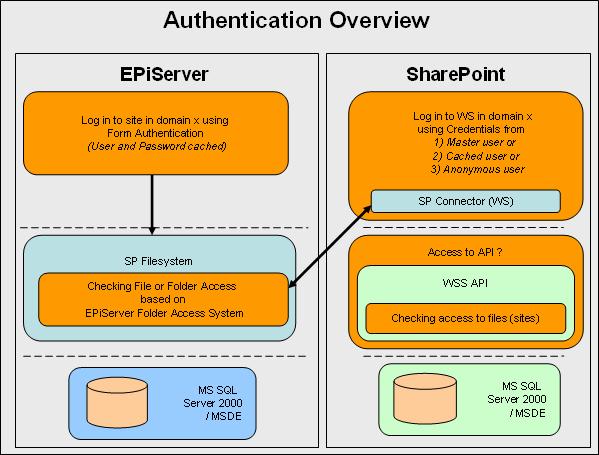 Authentication Overview
EPiServer
Log in to site in domain x using
Form Authentication
(User and Password cached)
SP Filesystem
Checking File or Folder Access
based on
EPiServer Folder Access System
MS SQL
Server 2000
/ MSDE
SharePoint
Log in to WS in domain x
using Credentials from
1) Master user or
2) Cached user or
3) Anonymous user
SP Connector (WS)
Access to API ?
WSS API
Checking access to files (sites)
MS SQL
Server 2000
/ MSDE